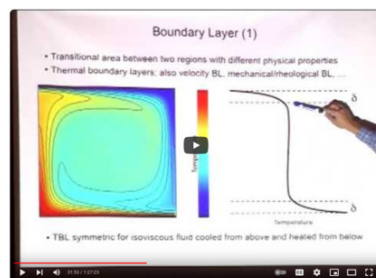 Boundary Layer (1)
• Transitional area between two regions with different physical properties
• Thermal boundary layers; also velocity BL, mechanical/rheological BL, ...
δ
δ
Temperature
• TBL symmetric for isoviscous fluid cooled from above and heated from below